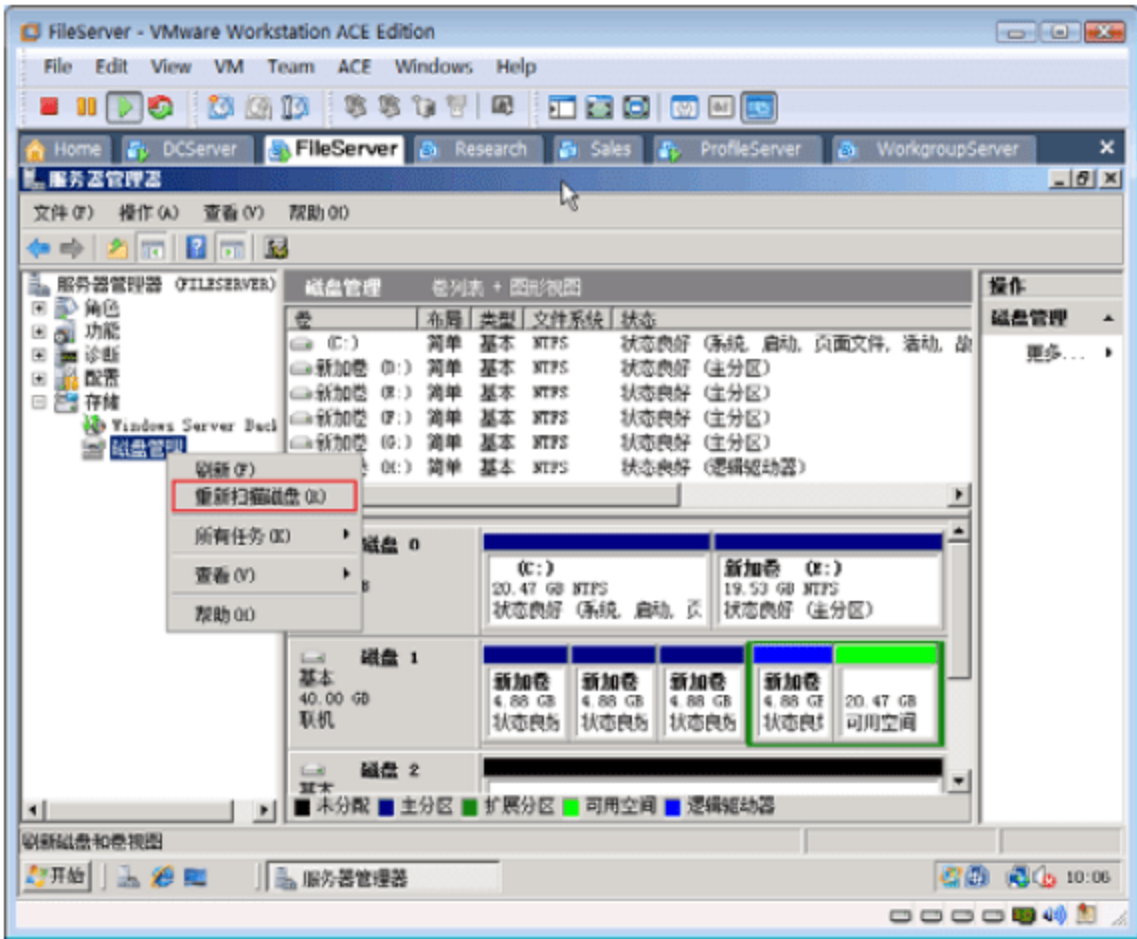 FileServer - VMware Workstation ACE Edition
File Edit View VM Team ACE Windows Help
Home DCServer FileServer Research Sales ProfileServer WorkgroupServer
服务器管理器
文件(F) 操作(A) 查看(V) 帮助(H)
服务器管理器 (FILESERVER)
角色
功能
诊断
配置
存储
Windows Server Back
磁盘管理
刷新(F)
重新扫描磁盘(R)
所有任务(K)
查看(V)
帮助(H)
磁盘管理 卷列表 + 图形视图
卷 布局 类型 文件系统 状态
(C:) 简单 基本 NTFS 状态良好 (系统, 启动, 页面文件, 活动, 故
新加卷 (D:) 简单 基本 NTFS 状态良好 (主分区)
新加卷 (E:) 简单 基本 NTFS 状态良好 (主分区)
新加卷 (F:) 简单 基本 NTFS 状态良好 (主分区)
新加卷 (G:) 简单 基本 NTFS 状态良好 (主分区)
(H:) 简单 基本 NTFS 状态良好 (逻辑驱动器)
磁盘 0
(C:)
20.47 GB NTFS
状态良好 (系统, 启动, 页
新加卷 (E:)
19.53 GB NTFS
状态良好 (主分区)
磁盘 1
基本
40.00 GB
联机
新加卷 新加卷 新加卷 新加卷
4.88 GB 4.88 GB 4.88 GB 4.88 GB 20.47 GB
状态良好 状态良好 状态良好 状态良好 可用空间
磁盘 2
基本
未分配 主分区 扩展分区 可用空间 逻辑驱动器
操作
磁盘管理
更多...
刷新磁盘和卷视图
开始 服务器管理器 10:06